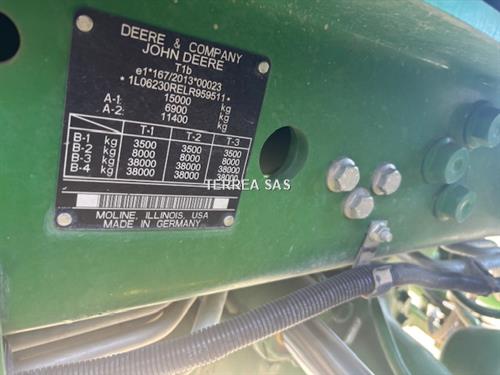 DEERE & COMPANY
JOHN DEERE
T1b
e1*167/2013*00023
* 1L06230RELR959511 *
A-1: 15000 kg
A-2: 6900 kg
11400 kg
T-1 T-2 T-3
B-1 kg 3500 3500 3500
B-2 kg 8000 8000 8000
B-3 kg 38000 38000 38000
B-4 kg 38000 38000 38000
TERREA SAS
MOLINE, ILLINOIS, USA
MADE IN GERMANY